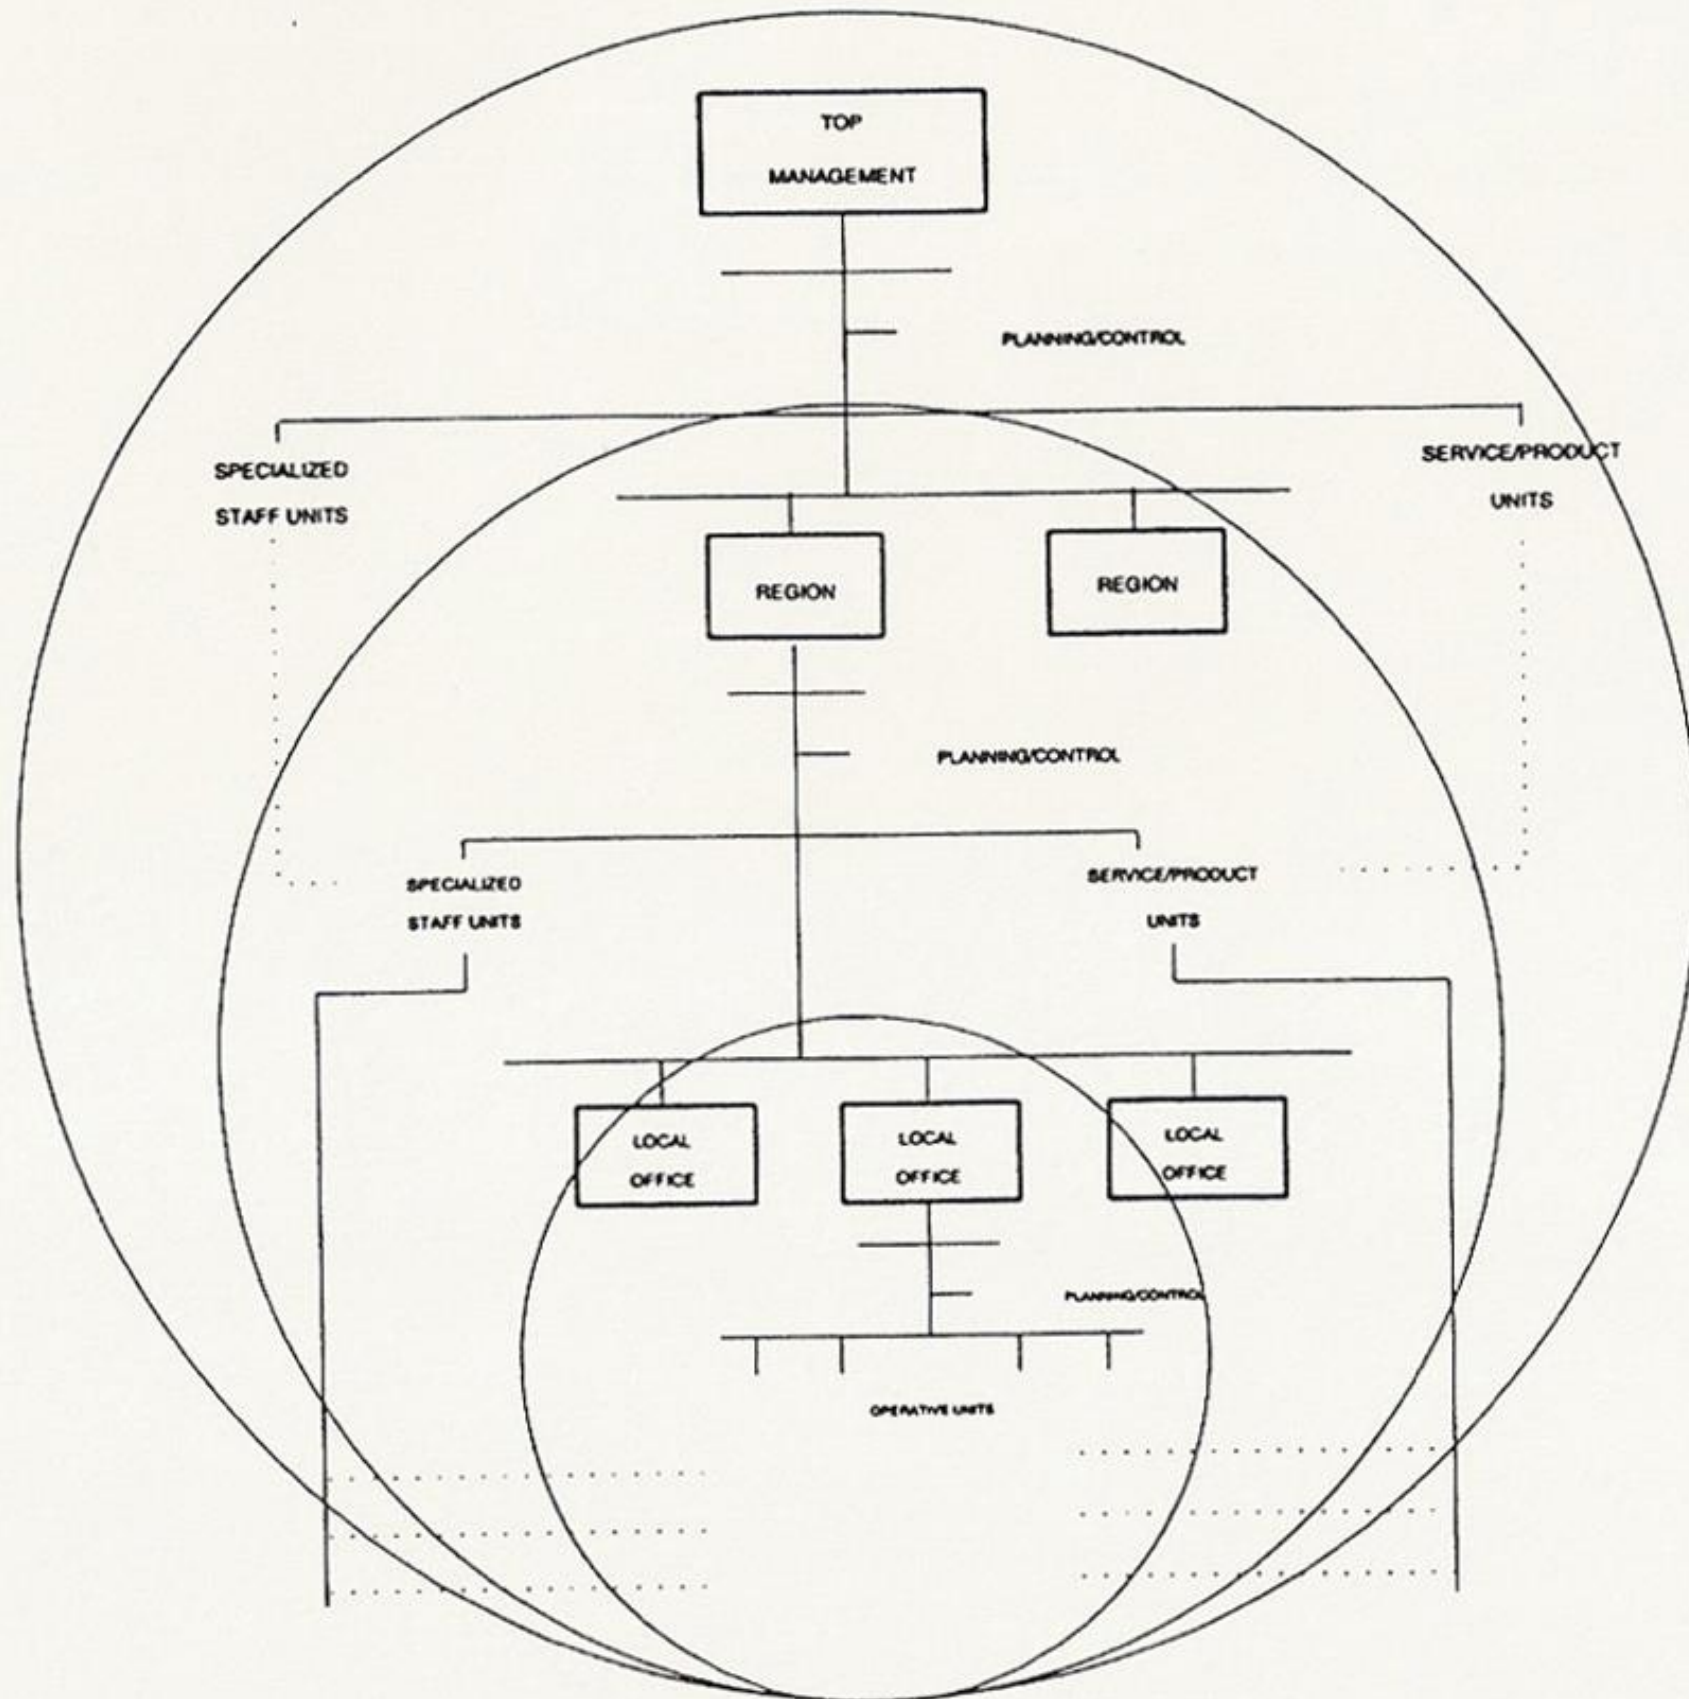 TOP
MANAGEMENT
PLANNING/CONTROL
SPECIALIZED
STAFF UNITS
SERVICE/PRODUCT
UNITS
REGION
REGION
PLANNING/CONTROL
SPECIALIZED
STAFF UNITS
SERVICE/PRODUCT
UNITS
LOCAL
OFFICE
LOCAL
OFFICE
LOCAL
OFFICE
PLANNING/CONTROL
OPERATIVE UNITS